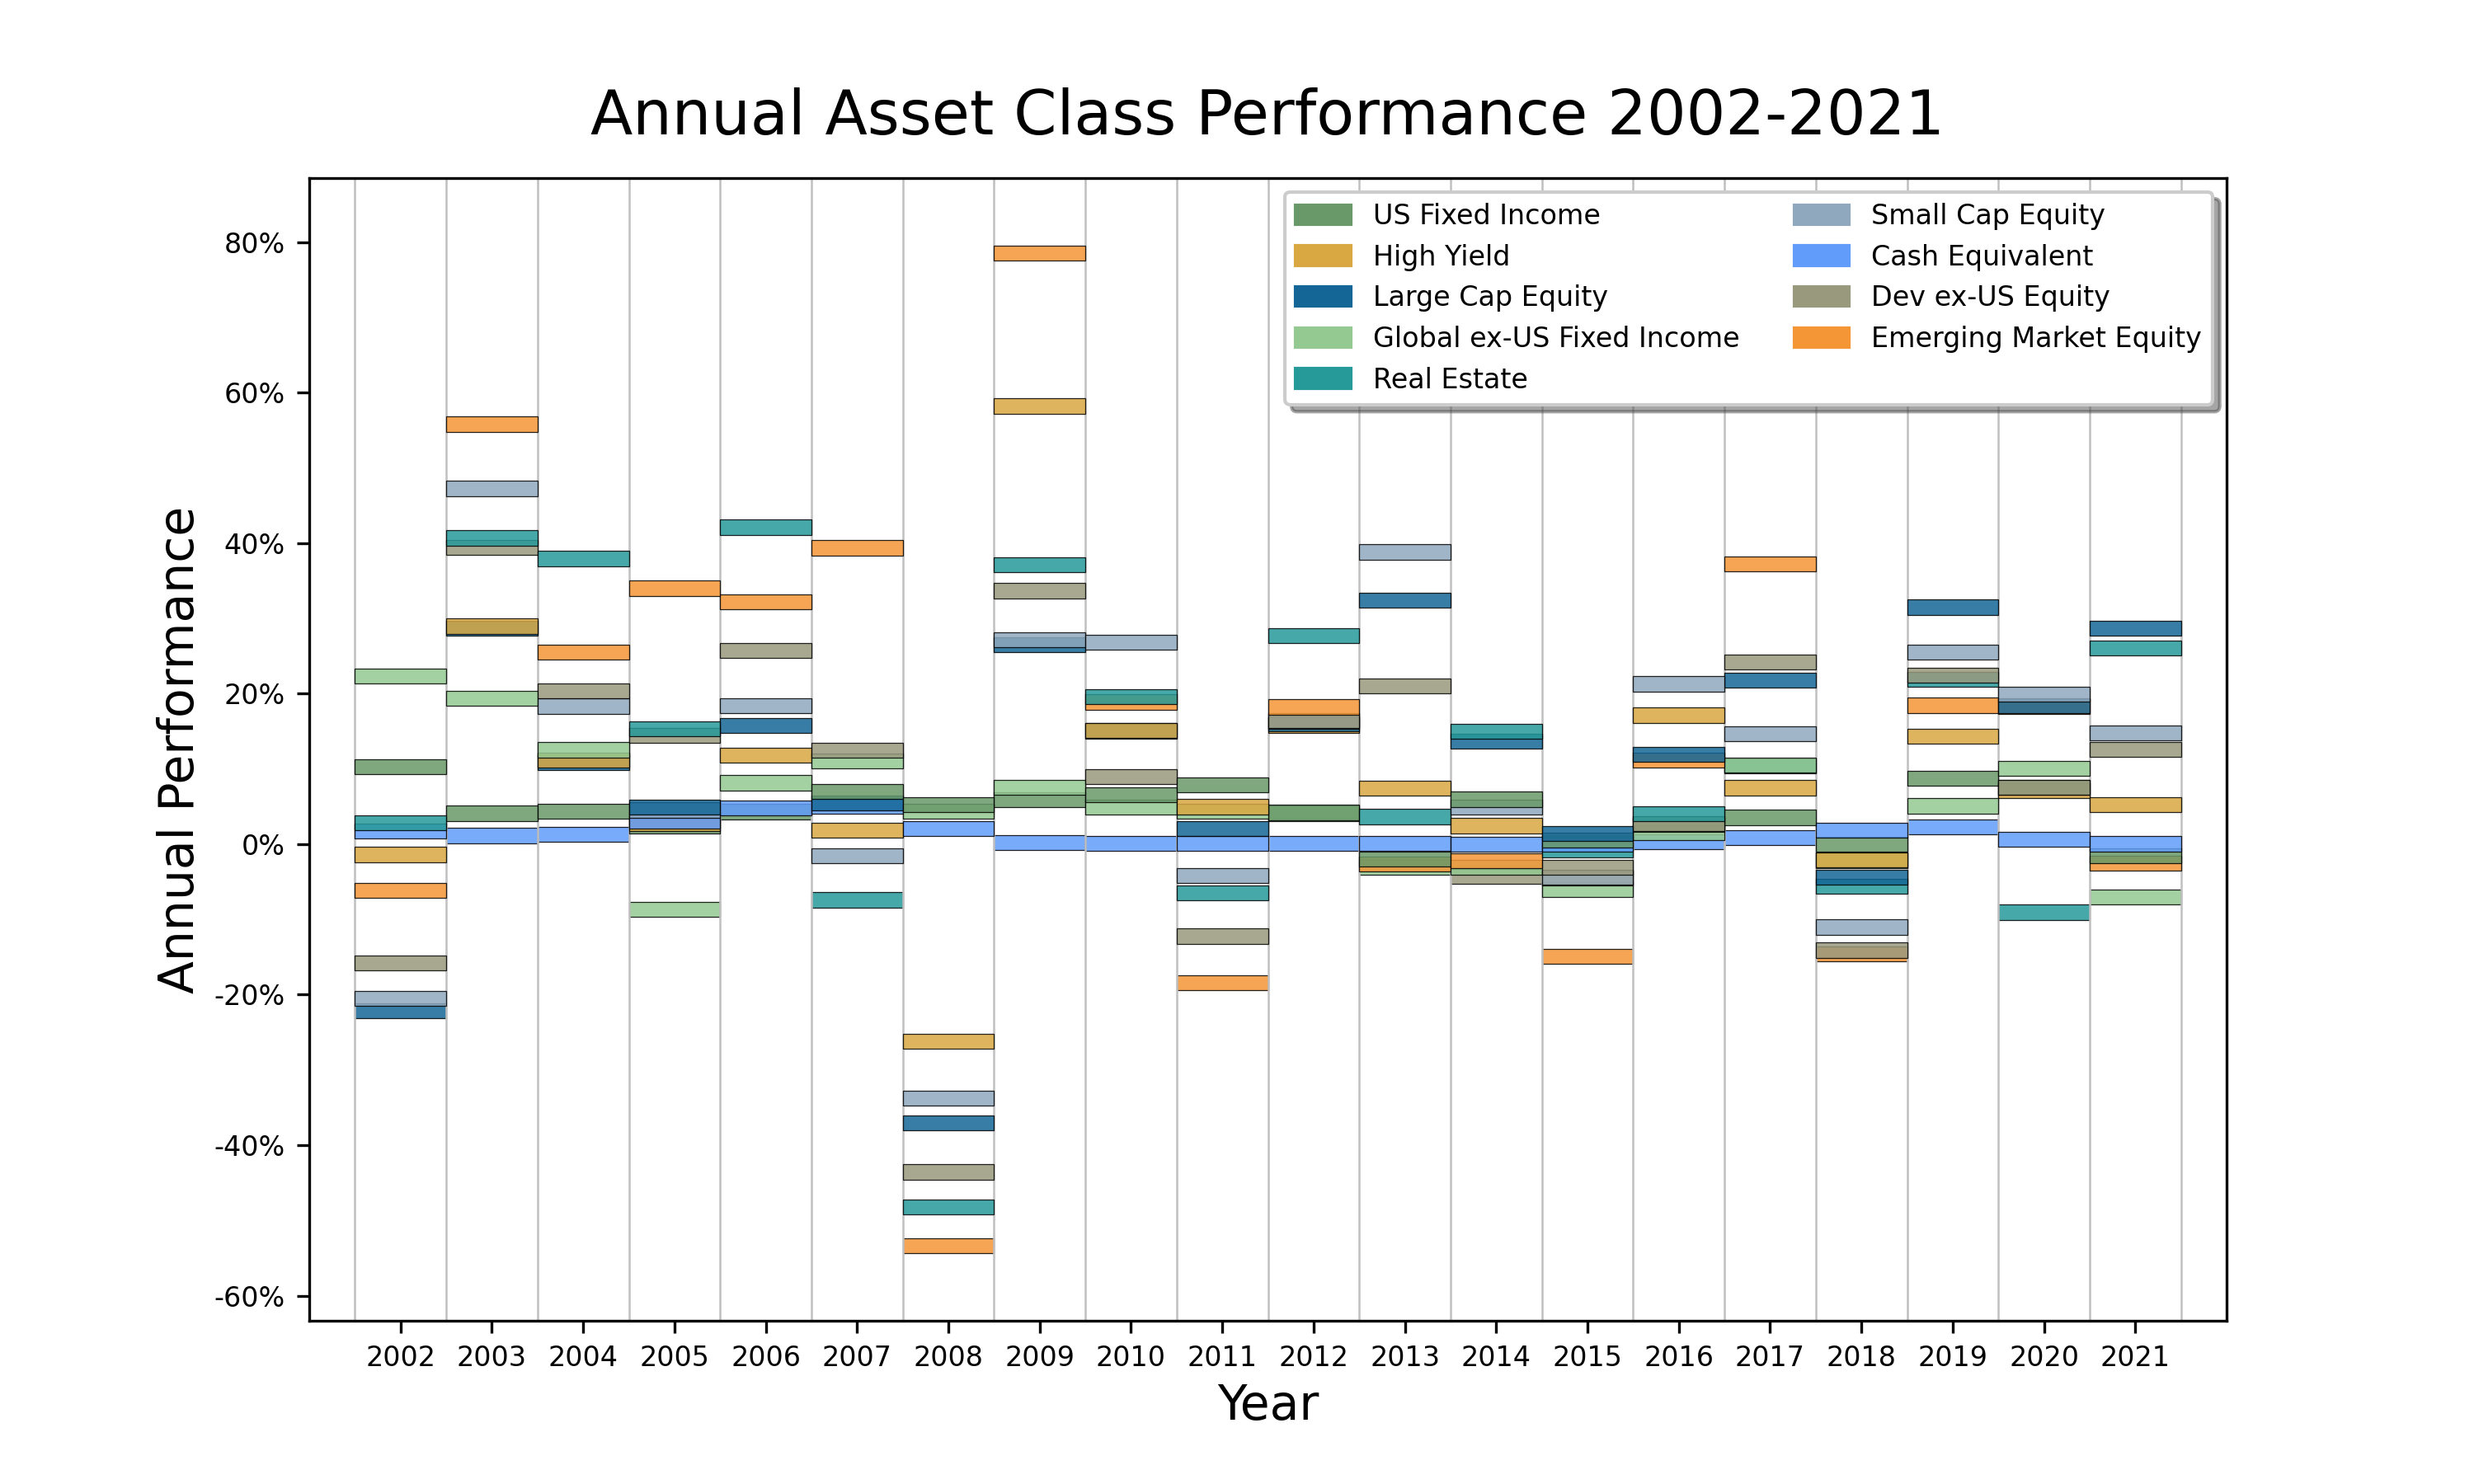 Annual Asset Class Performance 2002-2021
US Fixed Income
High Yield
Large Cap Equity
Global ex-US Fixed Income
Real Estate
Small Cap Equity
Cash Equivalent
Dev ex-US Equity
Emerging Market Equity
Annual Performance
80%
60%
40%
20%
0%
-20%
-40%
-60%
2002 2003 2004 2005 2006 2007 2008 2009 2010 2011 2012 2013 2014 2015 2016 2017 2018 2019 2020 2021
Year